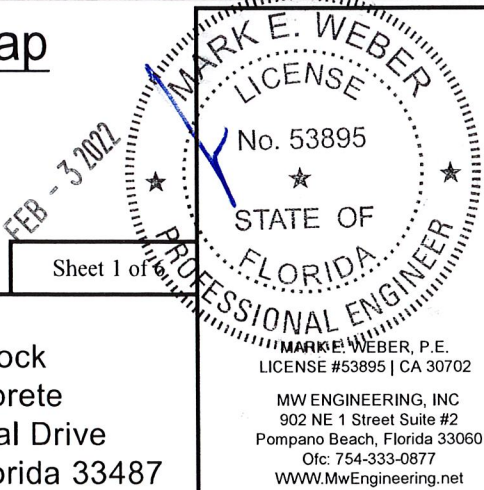 ap
FEB - 3 2022
Sheet 1 of 6
MARK E. WEBER
LICENSE
No. 53895
STATE OF
FLORIDA
PROFESSIONAL ENGINEER
MARK E. WEBER, P.E.
LICENSE #53895 | CA 30702
MW ENGINEERING, INC
902 NE 1 Street Suite #2
Pompano Beach, Florida 33060
Ofc: 754-333-0877
WWW.MwEngineering.net
ock
orete
al Drive
orida 33487